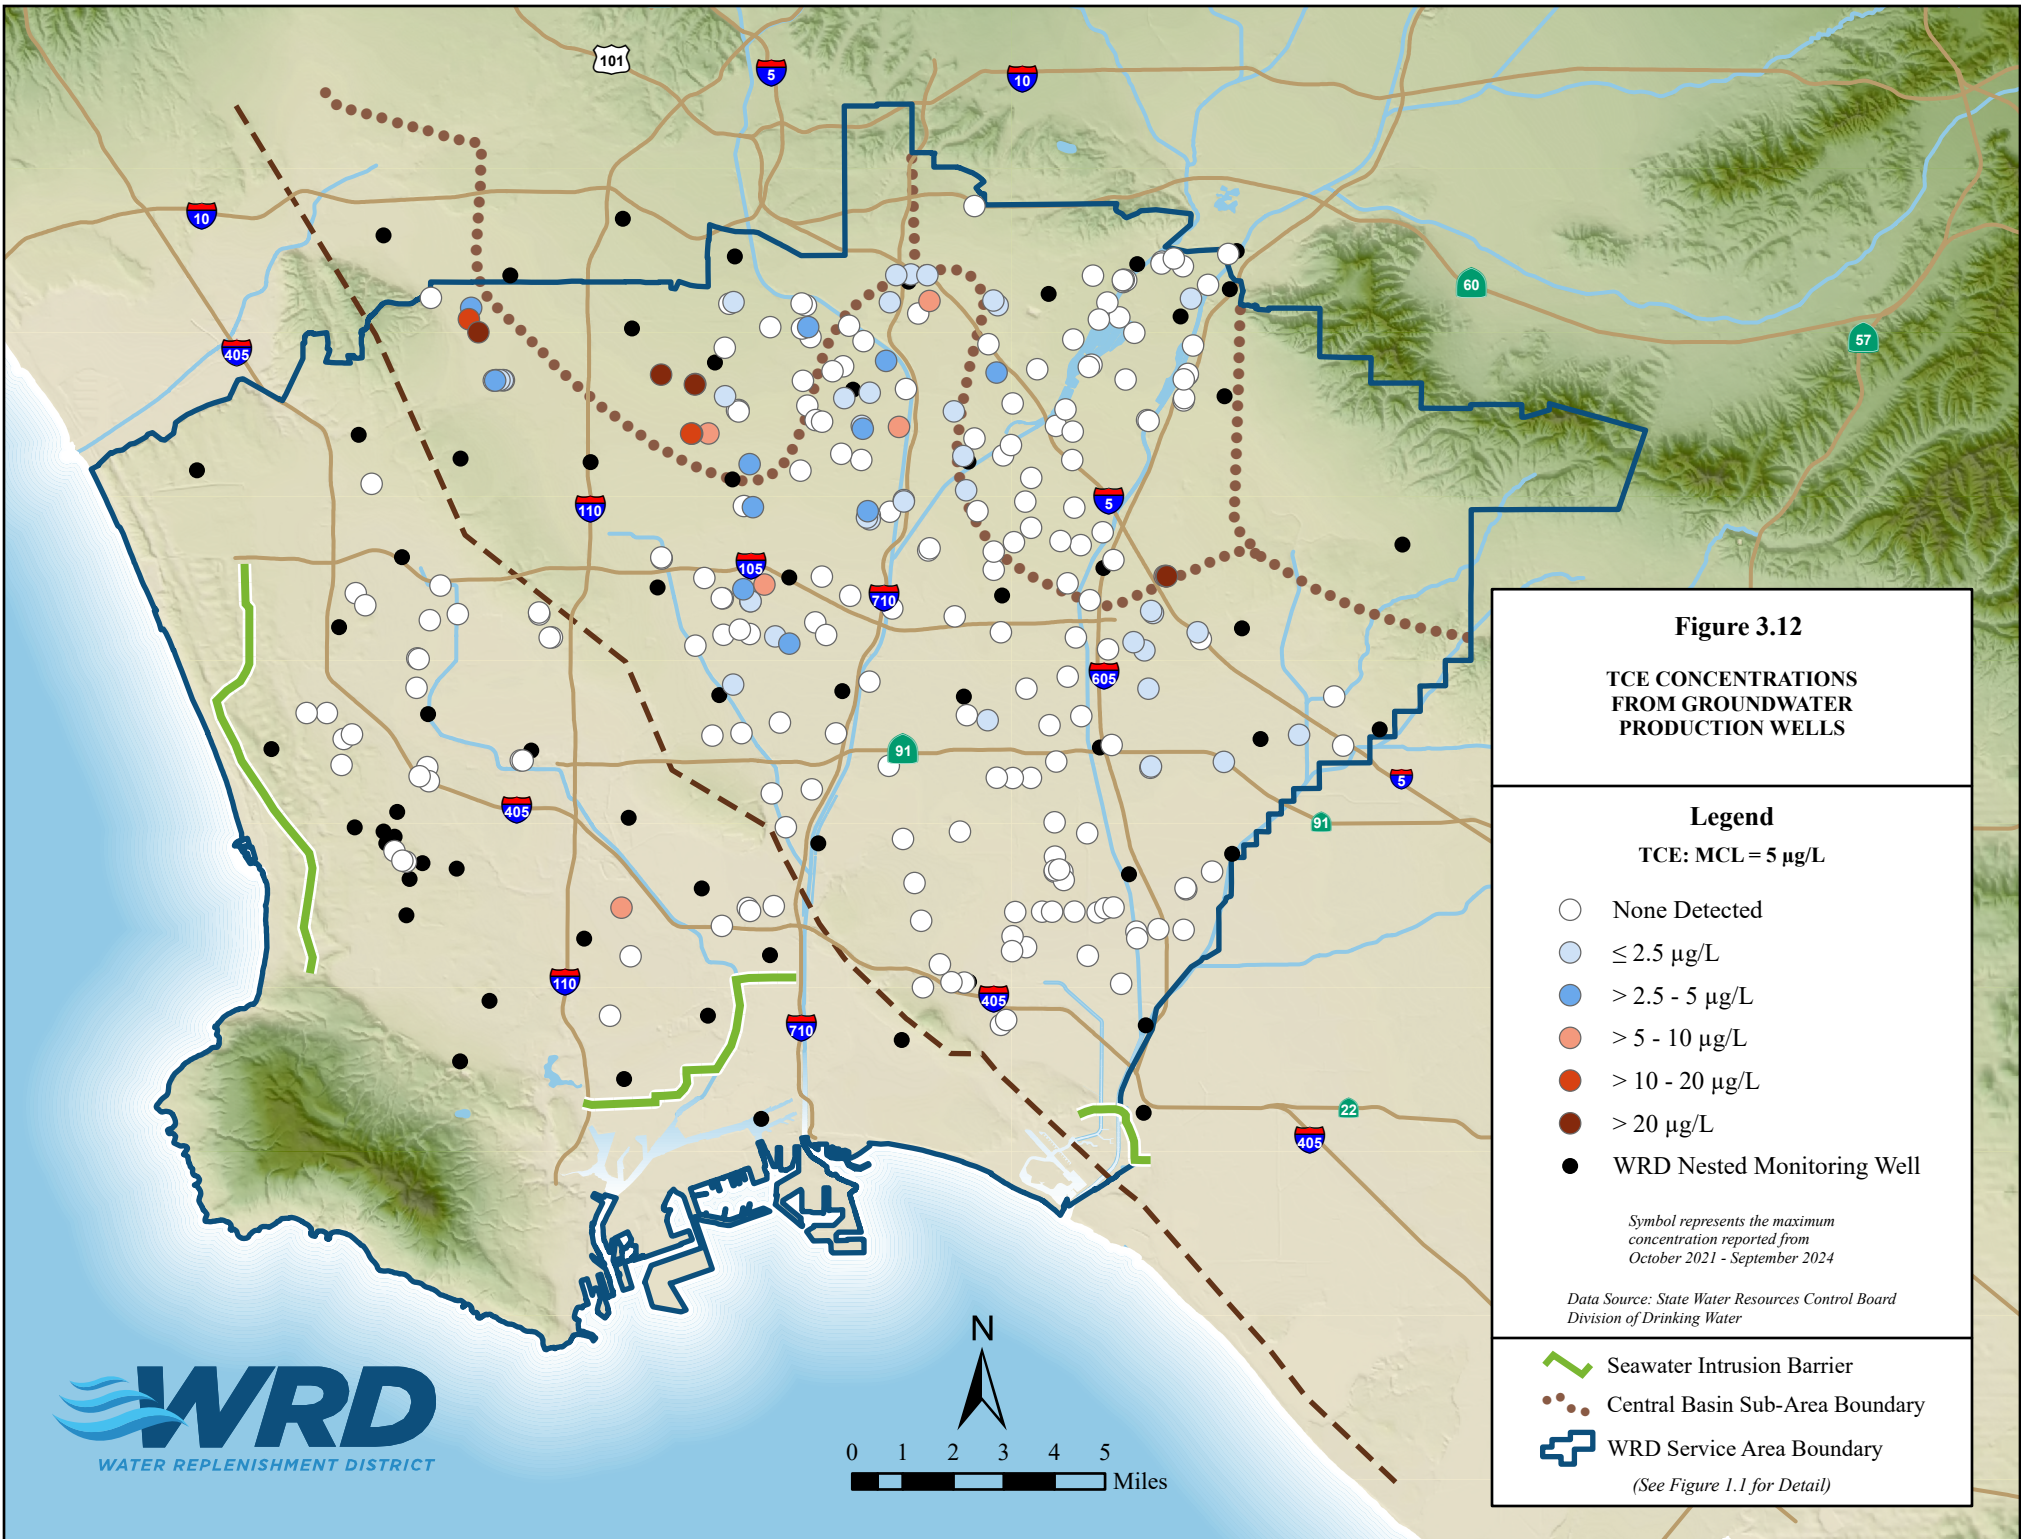 101
5
10
10
60
405
57
110
5
105
710
605
91
5
405
91
110
405
710
22
405
Figure 3.12
TCE CONCENTRATIONS
FROM GROUNDWATER
PRODUCTION WELLS
Legend
TCE: MCL = 5 µg/L
None Detected
≤ 2.5 µg/L
> 2.5 - 5 µg/L
> 5 - 10 µg/L
> 10 - 20 µg/L
> 20 µg/L
WRD Nested Monitoring Well
Symbol represents the maximum
concentration reported from
October 2021 - September 2024
Data Source: State Water Resources Control Board
Division of Drinking Water
Seawater Intrusion Barrier
Central Basin Sub-Area Boundary
WRD Service Area Boundary
(See Figure 1.1 for Detail)
N
0 1 2 3 4 5
Miles
WRD
WATER REPLENISHMENT DISTRICT